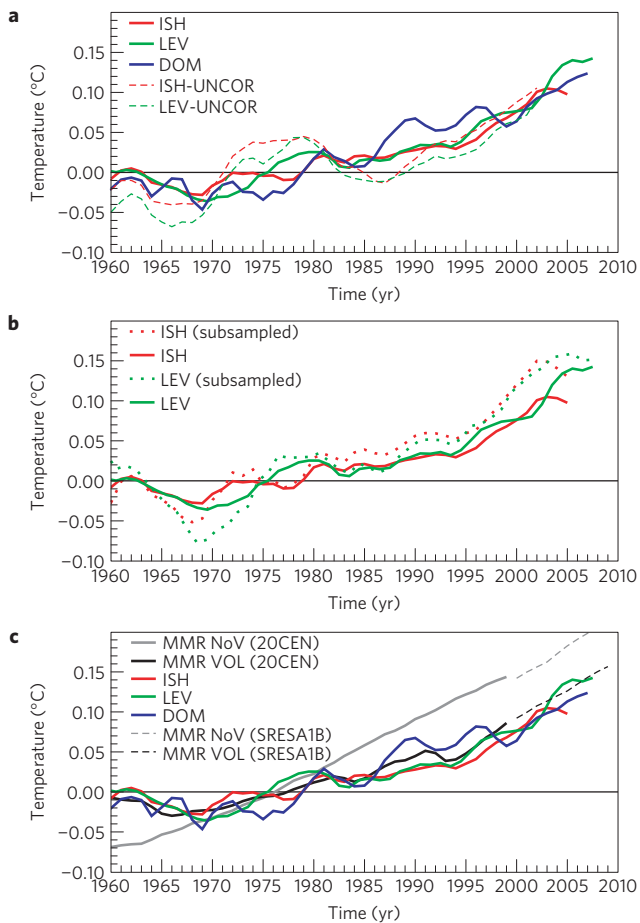 a
ISH
LEV
DOM
ISH-UNCOR
LEV-UNCOR
0.15
0.10
0.05
0.00
−0.05
−0.10
Temperature (°C)
1960 1965 1970 1975 1980 1985 1990 1995 2000 2005 2010
Time (yr)
b
ISH (subsampled)
ISH
LEV (subsampled)
LEV
0.15
0.10
0.05
0.00
−0.05
−0.10
Temperature (°C)
1960 1965 1970 1975 1980 1985 1990 1995 2000 2005 2010
Time (yr)
c
MMR NoV (20CEN)
MMR VOL (20CEN)
ISH
LEV
DOM
MMR NoV (SRESA1B)
MMR VOL (SRESA1B)
0.15
0.10
0.05
0.00
−0.05
−0.10
Temperature (°C)
1960 1965 1970 1975 1980 1985 1990 1995 2000 2005 2010
Time (yr)